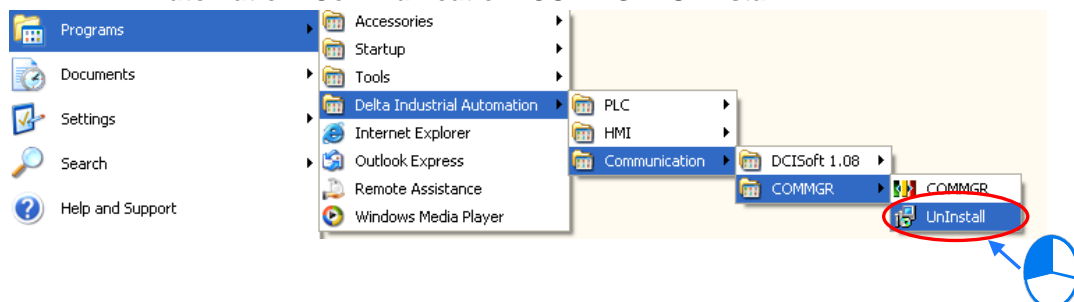 Programs
Documents
Settings
Search
Help and Support
Accessories
Startup
Tools
Delta Industrial Automation
Internet Explorer
Outlook Express
Remote Assistance
Windows Media Player
PLC
HMI
Communication
DCISoft 1.08
COMMGR
COMMGR
UnInstall